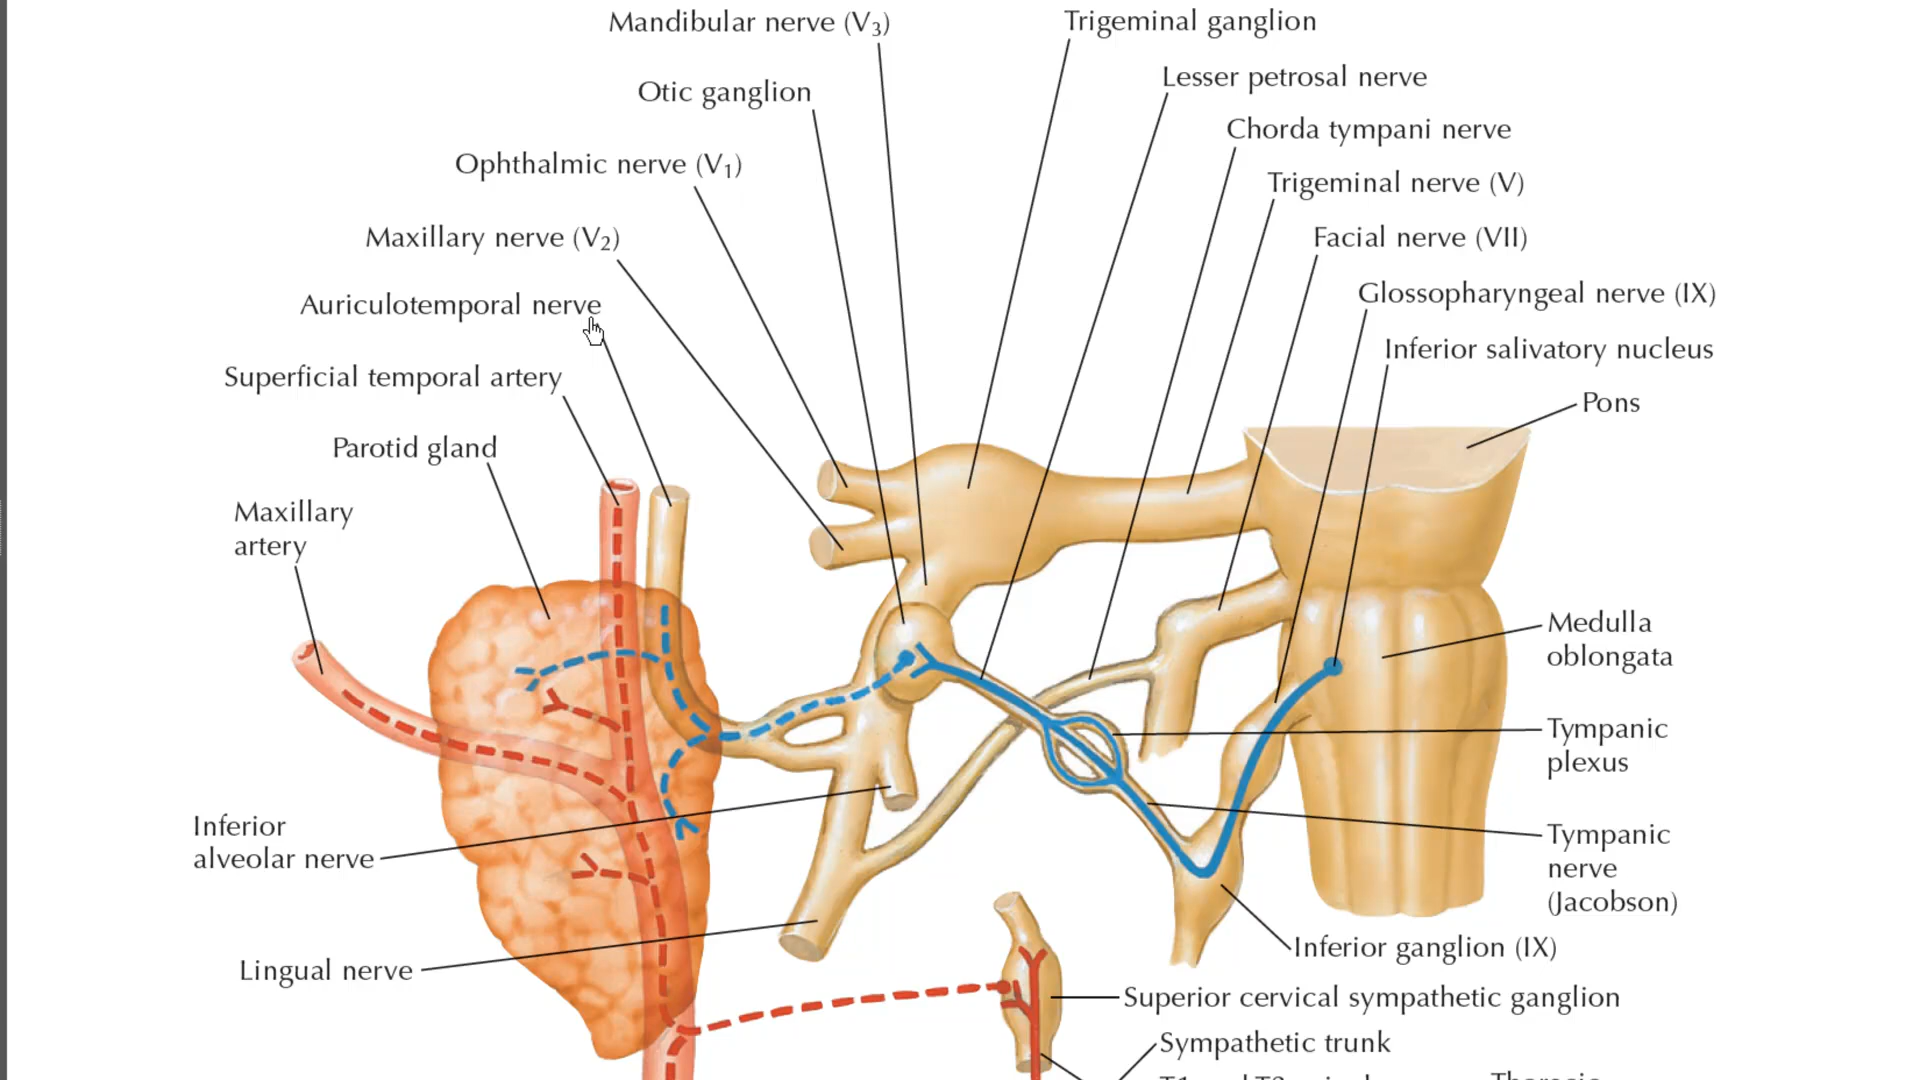 Mandibular nerve (V3)
Trigeminal ganglion
Otic ganglion
Lesser petrosal nerve
Chorda tympani nerve
Ophthalmic nerve (V1)
Trigeminal nerve (V)
Maxillary nerve (V2)
Facial nerve (VII)
Auriculotemporal nerve
Glossopharyngeal nerve (IX)
Superficial temporal artery
Inferior salivatory nucleus
Pons
Parotid gland
Maxillary
artery
Medulla
oblongata
Tympanic
plexus
Inferior
alveolar nerve
Tympanic
nerve
(Jacobson)
Lingual nerve
Inferior ganglion (IX)
Superior cervical sympathetic ganglion
Sympathetic trunk